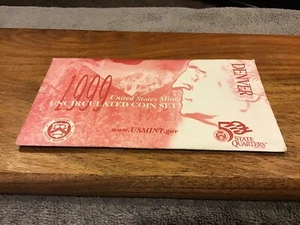 1999
United States Mint
UNCIRCULATED COIN SET
DENVER
www.USMINT.gov
50
STATE
QUARTERS